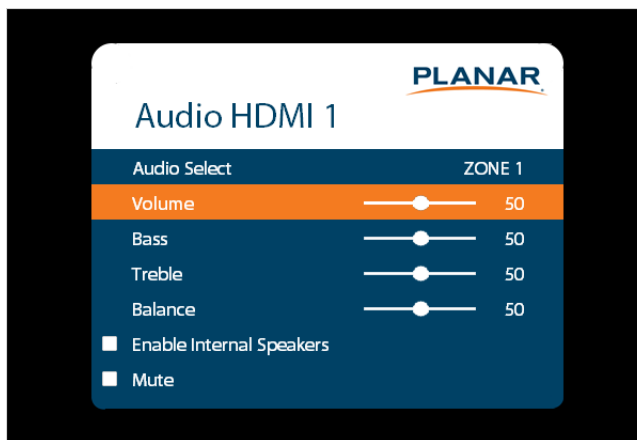 PLANAR
Audio HDMI 1
Audio Select ZONE 1
Volume 50
Bass 50
Treble 50
Balance 50
Enable Internal Speakers
Mute